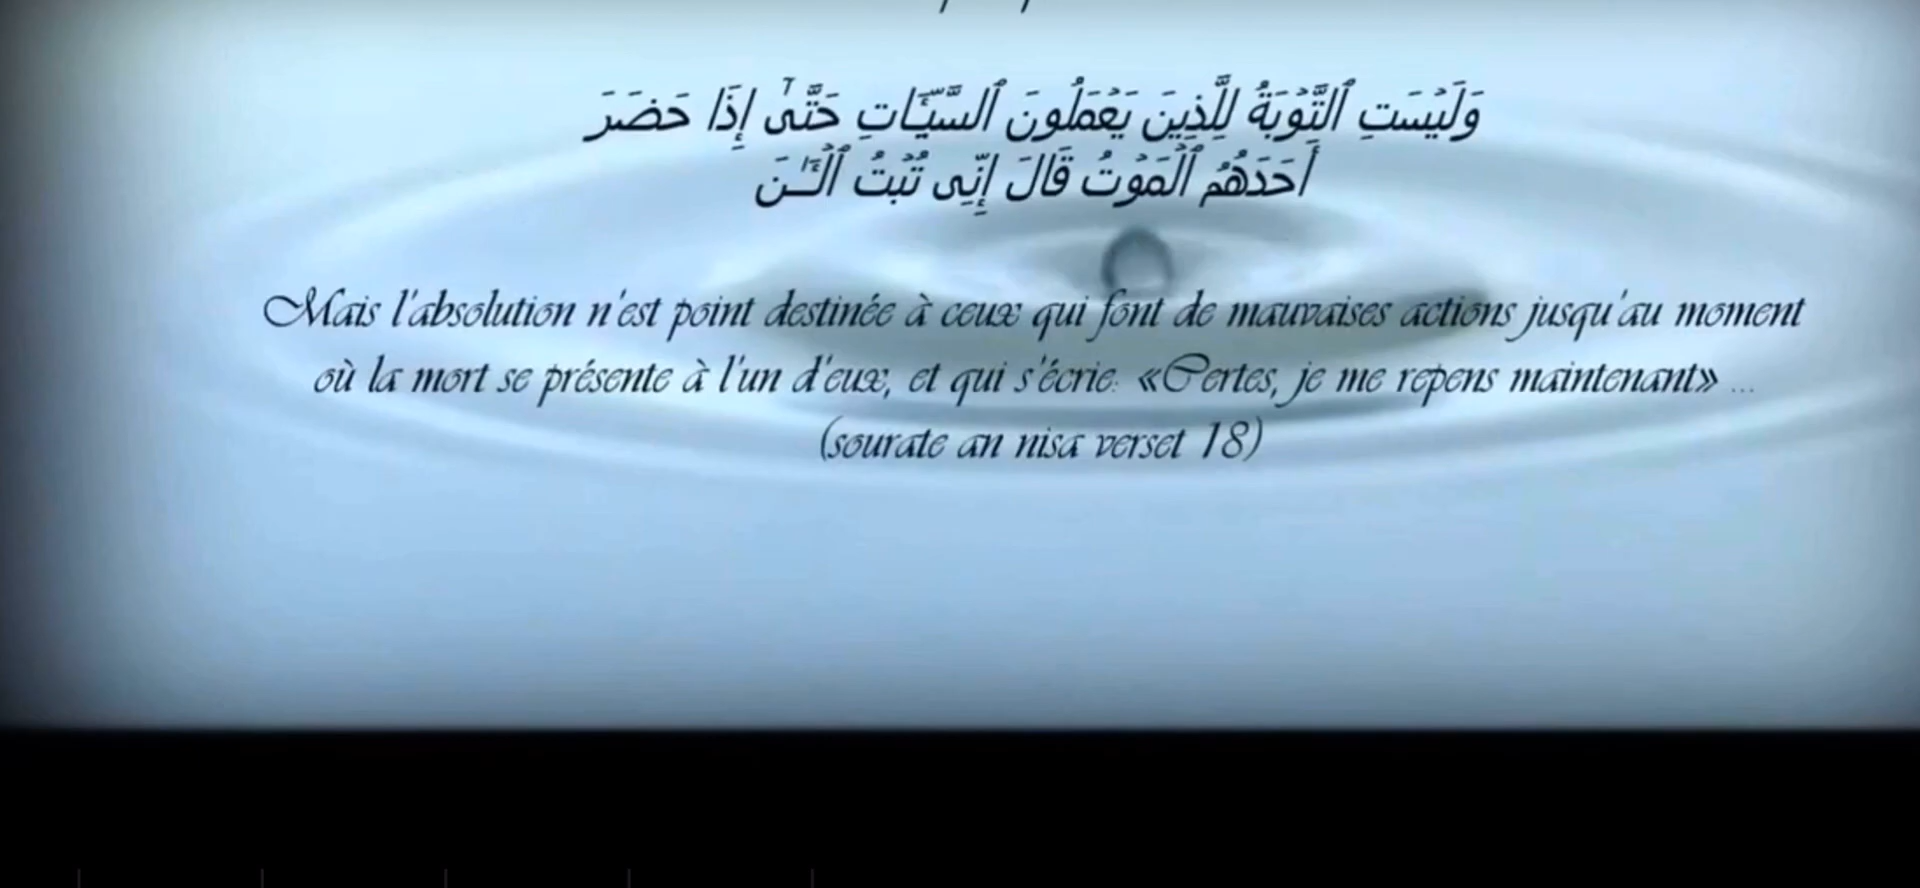 وَلَيْسَتِ ٱلتَّوْبَةُ لِلَّذِينَ يَعْمَلُونَ ٱلسَّيِّـَٔاتِ حَتَّىٰٓ إِذَا حَضَرَ
أَحَدَهُمُ ٱلْمَوْتُ قَالَ إِنِّى تُبْتُ ٱلْـَٰٔنَ
Mais l'absolution n'est point destinée à ceux qui font de mauvaises actions jusqu'au moment
où la mort se présente à l'un d'eux, et qui s'écrie: «Certes, je me repens maintenant» ...
(sourate an nisa verset 18)